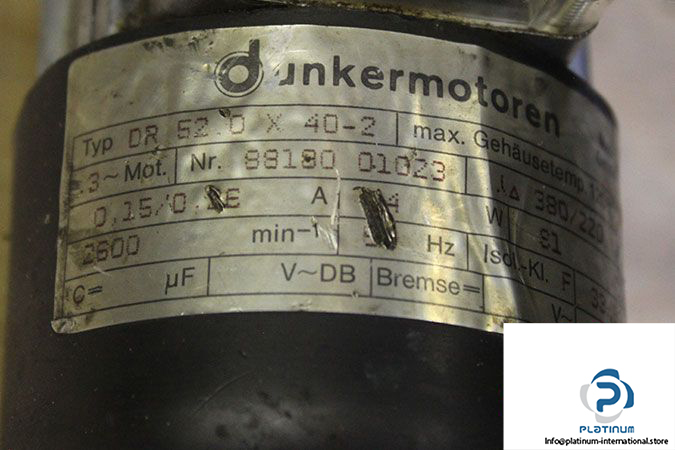 dunkermotoren
Typ DR 52.0 X 40-2 max. Gehäusetemp.
3~ Mot. Nr. 88180 01023 380/220
0,15/0, A W 81
2600 min⁻¹ Hz Isol.-Kl. F
C= µF V~DB Bremse= V~
PLATINUM
Info@platinum-international.store